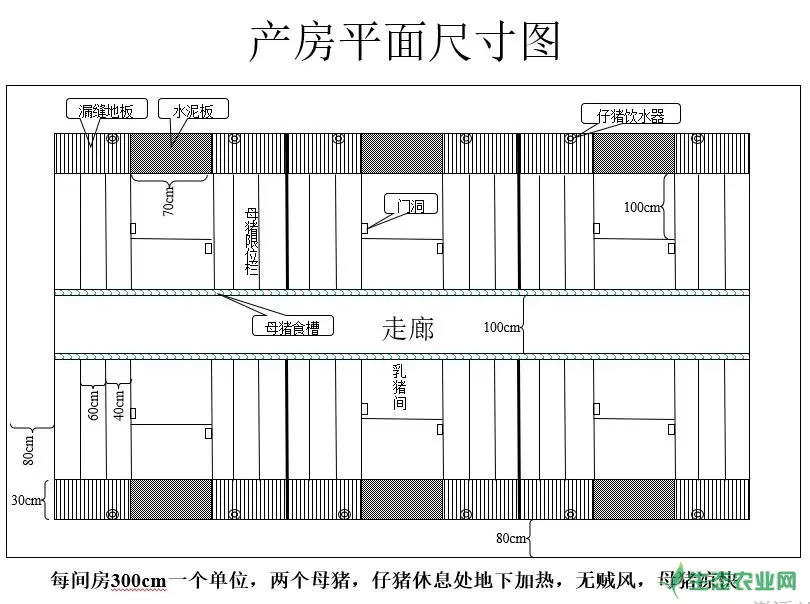 产房平面尺寸图
漏缝地板
水泥板
仔猪饮水器
70cm
母猪限位栏
门洞
100cm
母猪食槽
走廊
100cm
60cm
40cm
乳猪间
80cm
30cm
80cm
每间房300cm一个单位，两个母猪，仔猪休息处地下加热，无贼风，母猪凉快
生态农业网